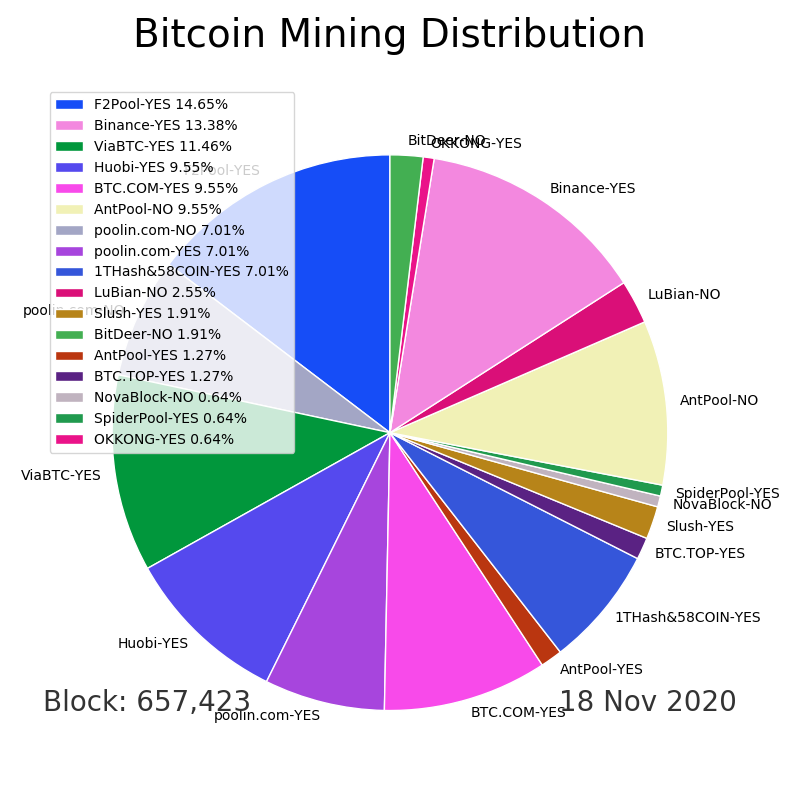 Bitcoin Mining Distribution
F2Pool-YES 14.65%
Binance-YES 13.38%
ViaBTC-YES 11.46%
Huobi-YES 9.55%
BTC.COM-YES 9.55%
AntPool-NO 9.55%
poolin.com-NO 7.01%
poolin.com-YES 7.01%
1THash&58COIN-YES 7.01%
LuBian-NO 2.55%
Slush-YES 1.91%
BitDeer-NO 1.91%
AntPool-YES 1.27%
BTC.TOP-YES 1.27%
NovaBlock-NO 0.64%
SpiderPool-YES 0.64%
OKKONG-YES 0.64%
BitDeer-NO
OKKONG-YES
F2Pool-YES
Binance-YES
LuBian-NO
poolin.com-NO
AntPool-NO
ViaBTC-YES
SpiderPool-YES
NovaBlock-NO
Slush-YES
BTC.TOP-YES
1THash&58COIN-YES
Huobi-YES
AntPool-YES
poolin.com-YES
BTC.COM-YES
Block: 657,423
18 Nov 2020